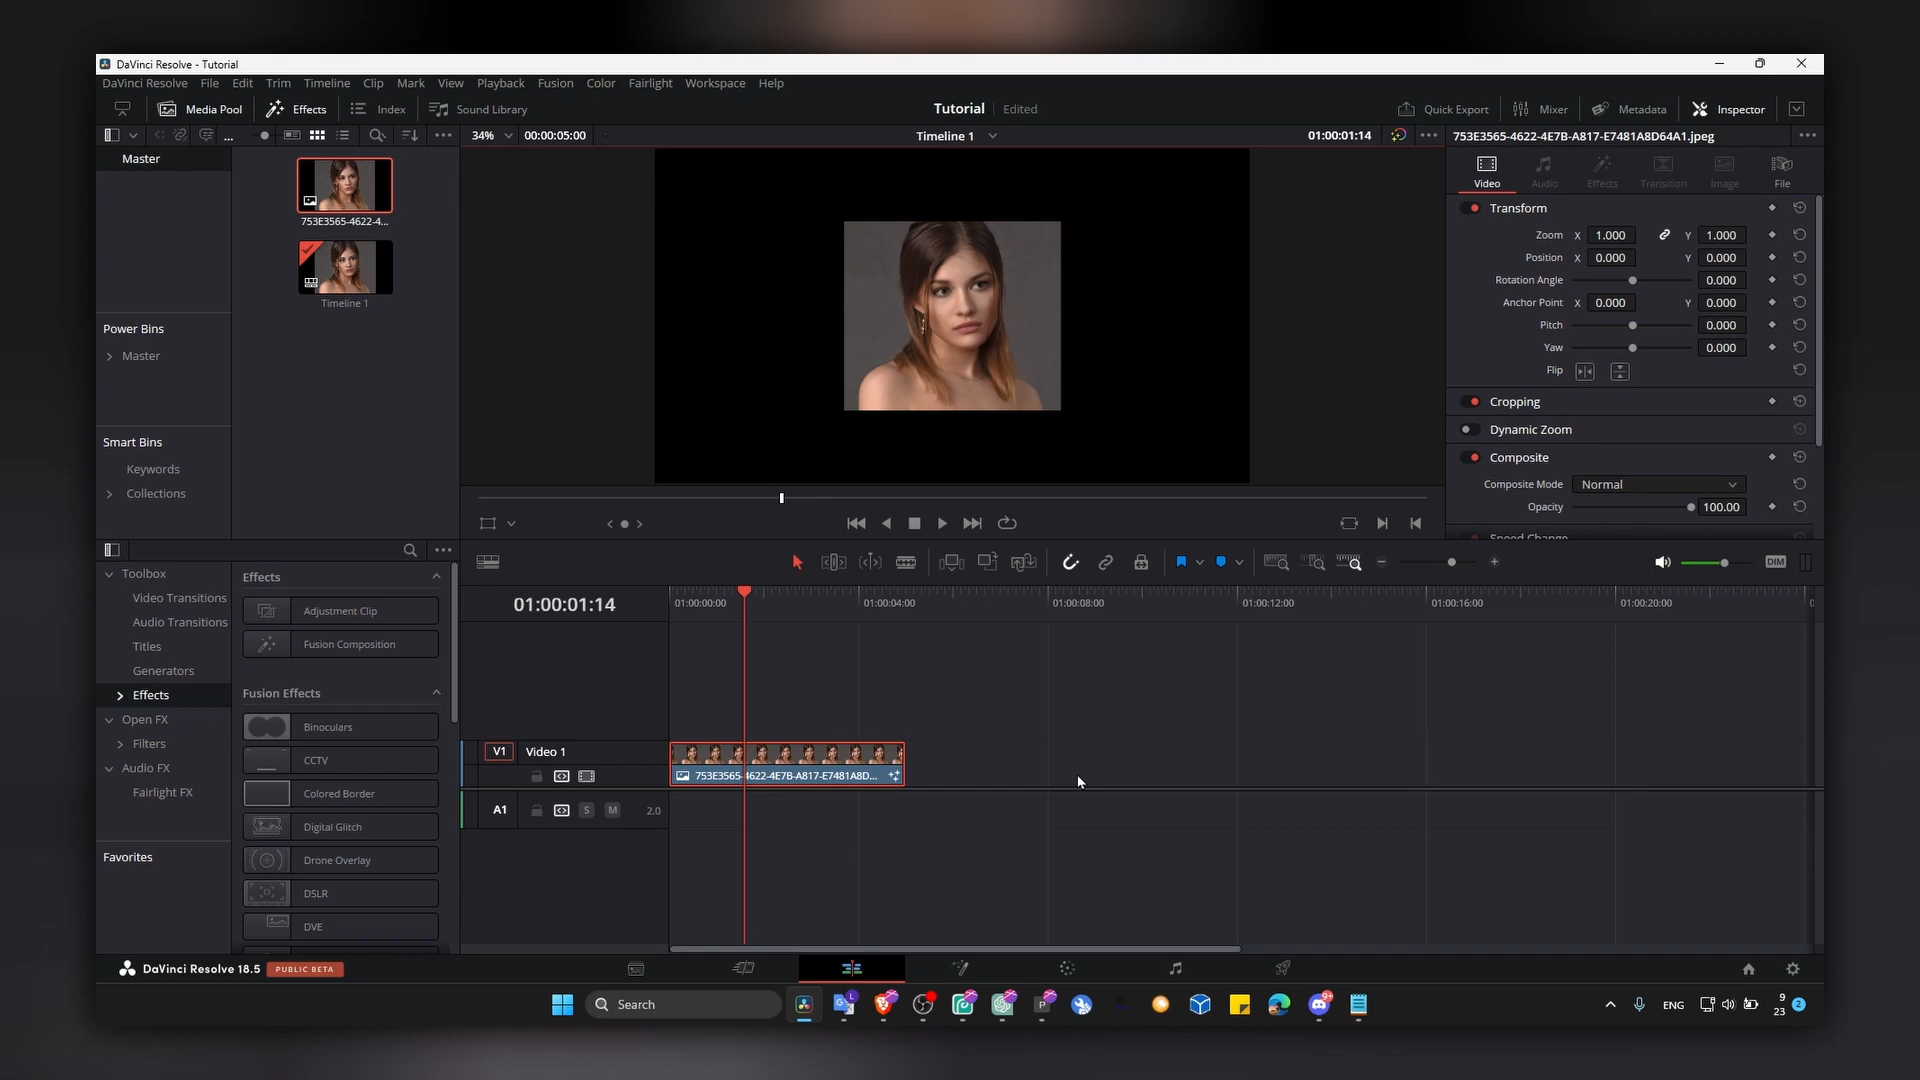 DaVinci Resolve - Tutorial
DaVinci Resolve File Edit Trim Timeline Clip Mark View Playback Fusion Color Fairlight Workspace Help
Media Pool Effects Index Sound Library Tutorial Edited Quick Export Mixer Metadata Inspector
... 34% 00:00:05:00 Timeline 1 01:00:01:14 753E3565-4622-4E7B-A817-E7481A8D64A1.jpeg
Master
Video Audio Effects Transition Image File
753E3565-4622-4...
Transform
Zoom X 1.000 Y 1.000
Position X 0.000 Y 0.000
Rotation Angle 0.000
Timeline 1 Anchor Point X 0.000 Y 0.000
Power Bins Pitch 0.000
Master Yaw 0.000
Flip
Cropping
Dynamic Zoom
Smart Bins
Composite
Keywords
Composite Mode Normal
Collections
Opacity 100.00
Speed Change
DIM
Toolbox Effects
Video Transitions
Adjustment Clip 01:00:01:14 01:00:00:00 01:00:04:00 01:00:08:00 01:00:12:00 01:00:16:00 01:00:20:00
Audio Transitions
Titles Fusion Composition
Generators
Effects Fusion Effects
Open FX Binoculars
Filters V1 Video 1
CCTV
Audio FX 753E3565-4622-4E7B-A817-E7481A8D...
Fairlight FX Colored Border
A1 S M 2.0
Digital Glitch
Favorites Drone Overlay
DSLR
DVE
DaVinci Resolve 18.5 PUBLIC BETA
Search ENG 9
23 2